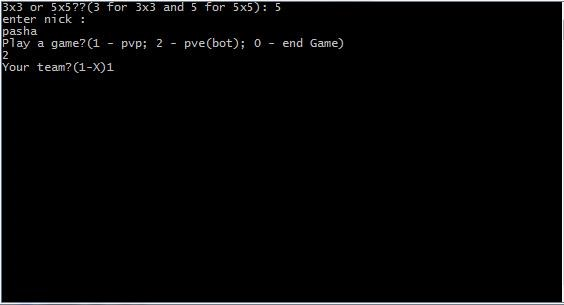 3x3 or 5x5??(3 for 3x3 and 5 for 5x5): 5
enter nick :
pasha
Play a game?(1 - pvp; 2 - pve(bot); 0 - end Game)
2
Your team?(1-X)1